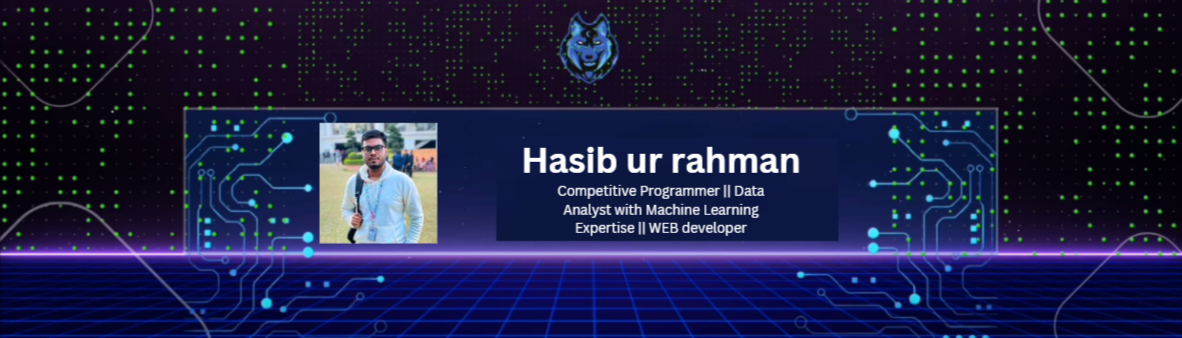 Hasib ur rahman
Competitive Programmer || Data
Analyst with Machine Learning
Expertise || WEB developer